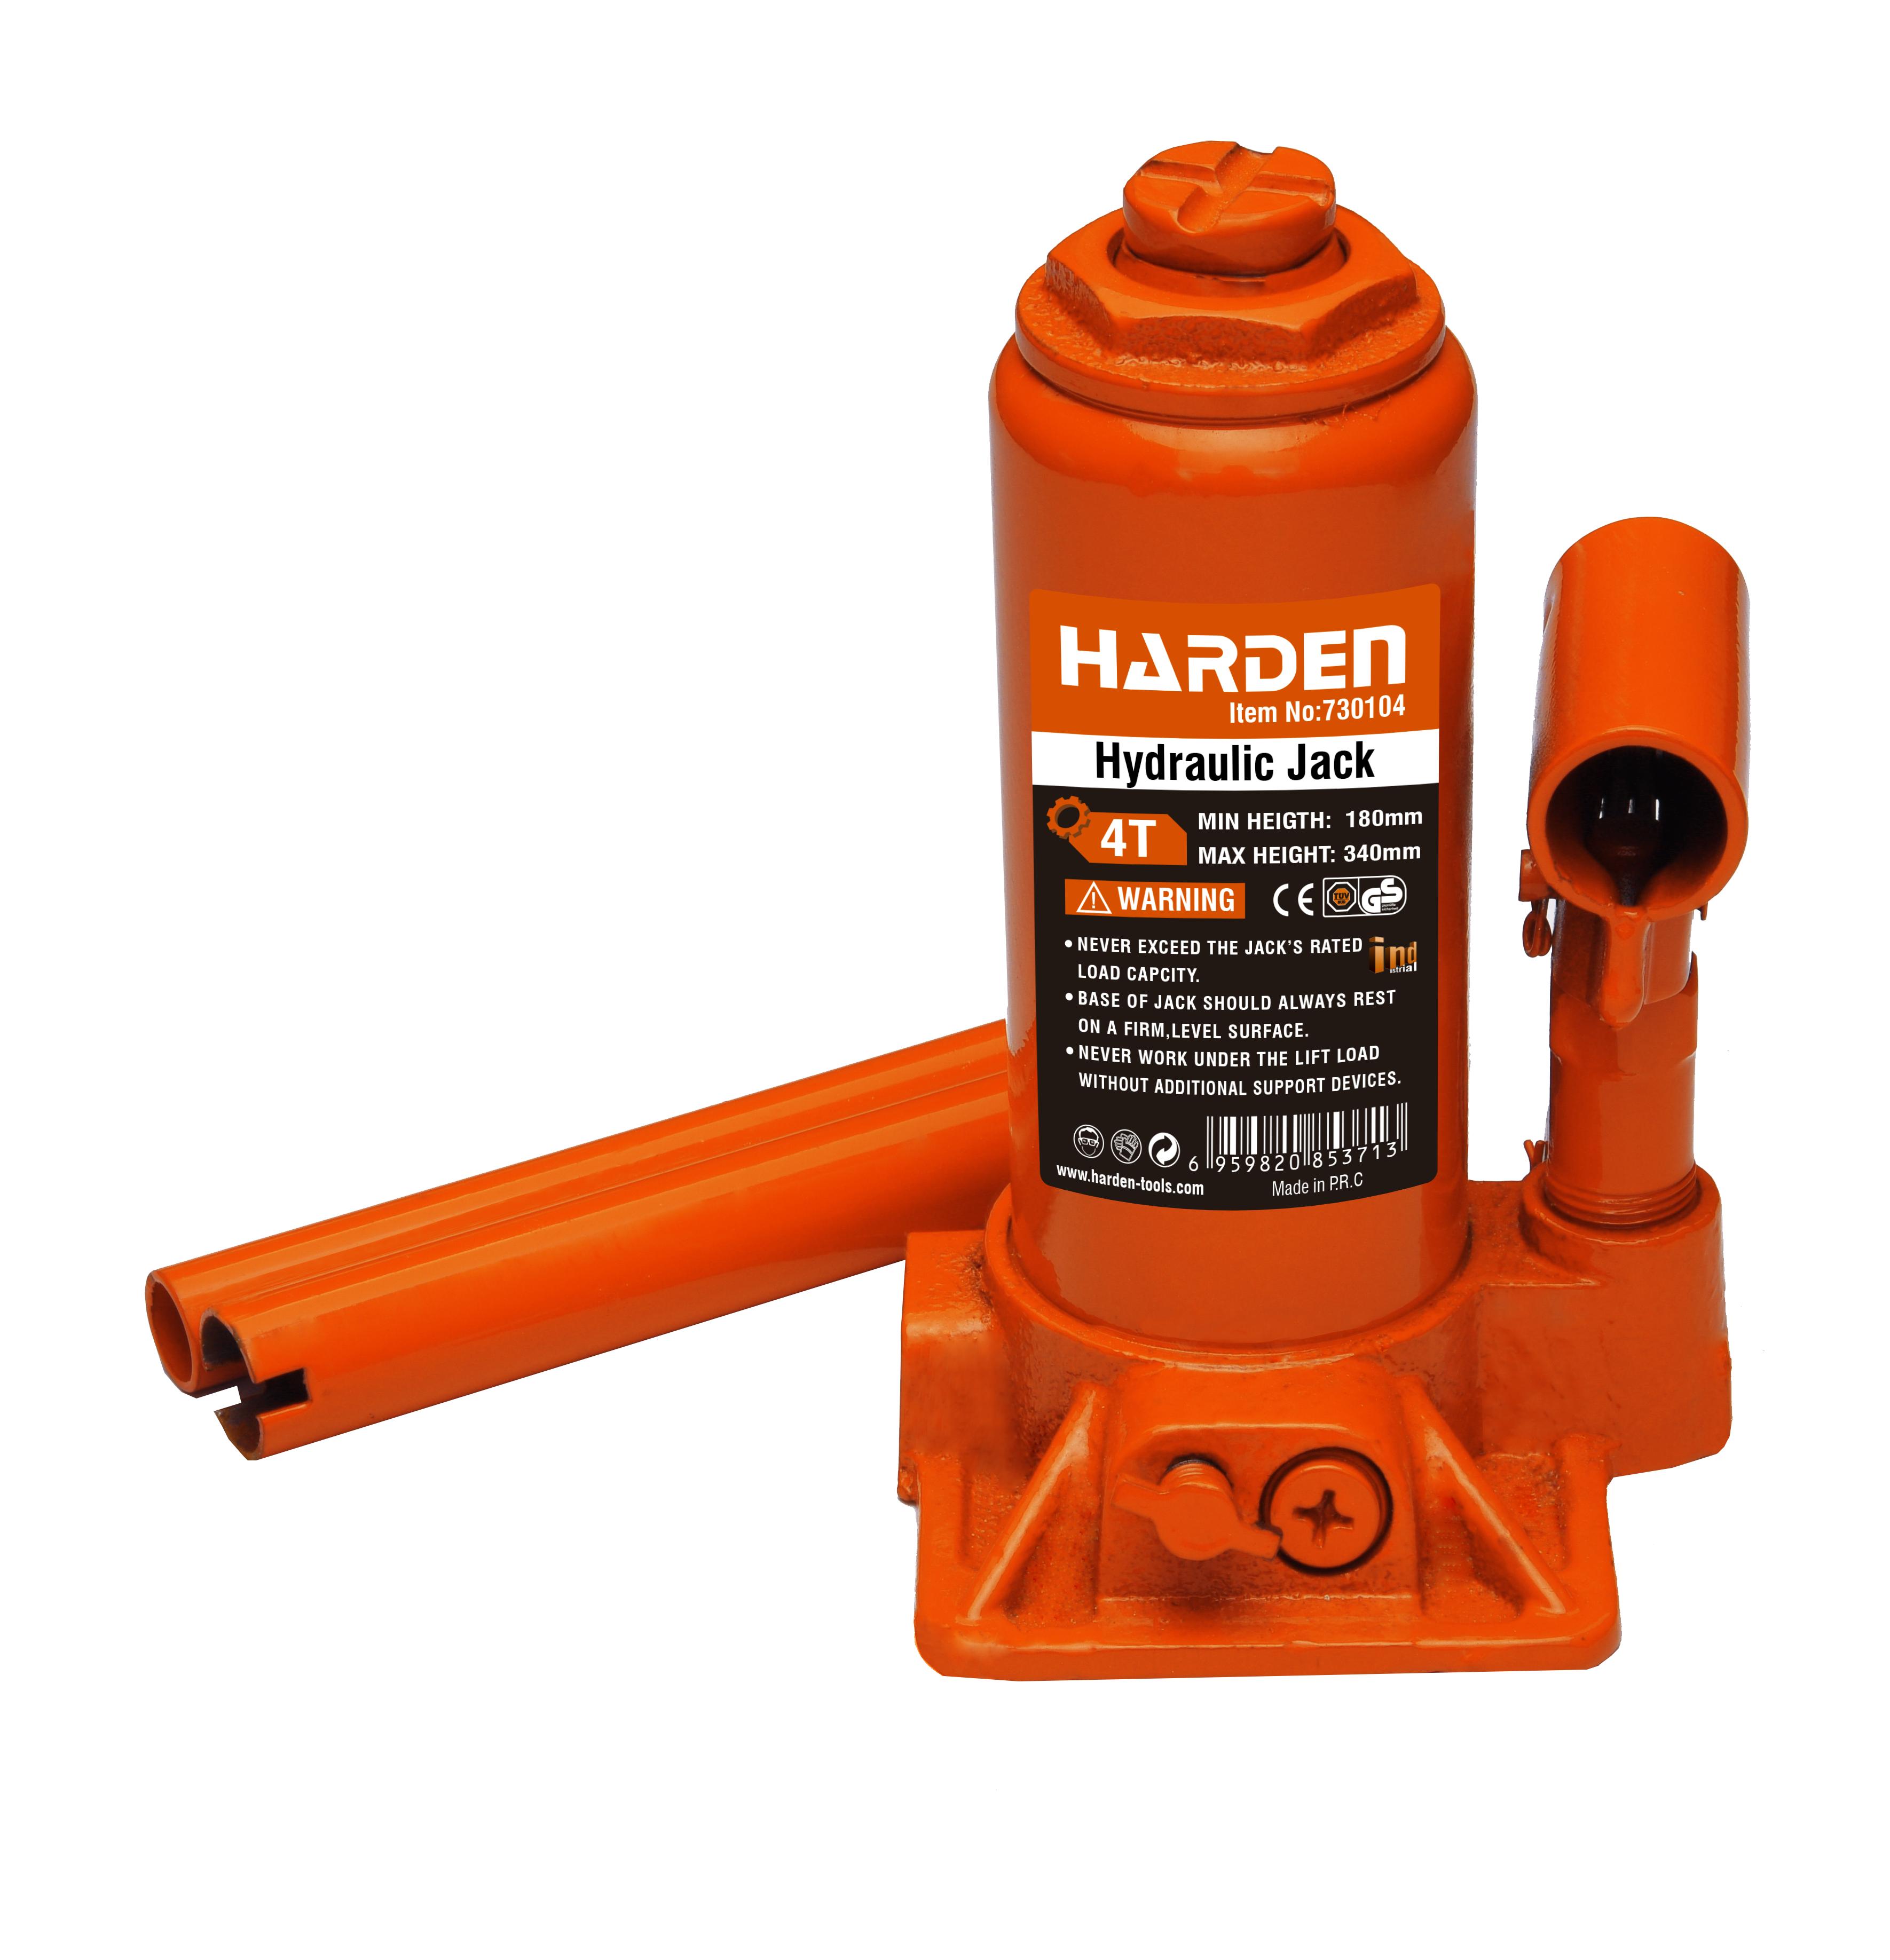 HARDEN
Item No:730104
Hydraulic Jack
4T
MIN HEIGTH: 180mm
MAX HEIGHT: 340mm
WARNING
CE TÜV GS
• NEVER EXCEED THE JACK'S RATED
LOAD CAPCITY.
industrial
• BASE OF JACK SHOULD ALWAYS REST
ON A FIRM,LEVEL SURFACE.
• NEVER WORK UNDER THE LIFT LOAD
WITHOUT ADDITIONAL SUPPORT DEVICES.
6 959820 853713
www.harden-tools.com
Made in P.R.C